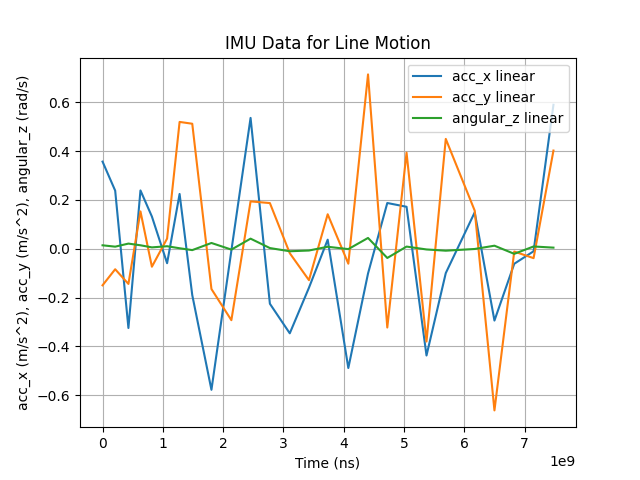 IMU Data for Line Motion
acc_x linear
acc_y linear
angular_z linear
acc_x (m/s^2), acc_y (m/s^2), angular_z (rad/s)
0.6
0.4
0.2
0.0
−0.2
−0.4
−0.6
0 1 2 3 4 5 6 7
1e9
Time (ns)